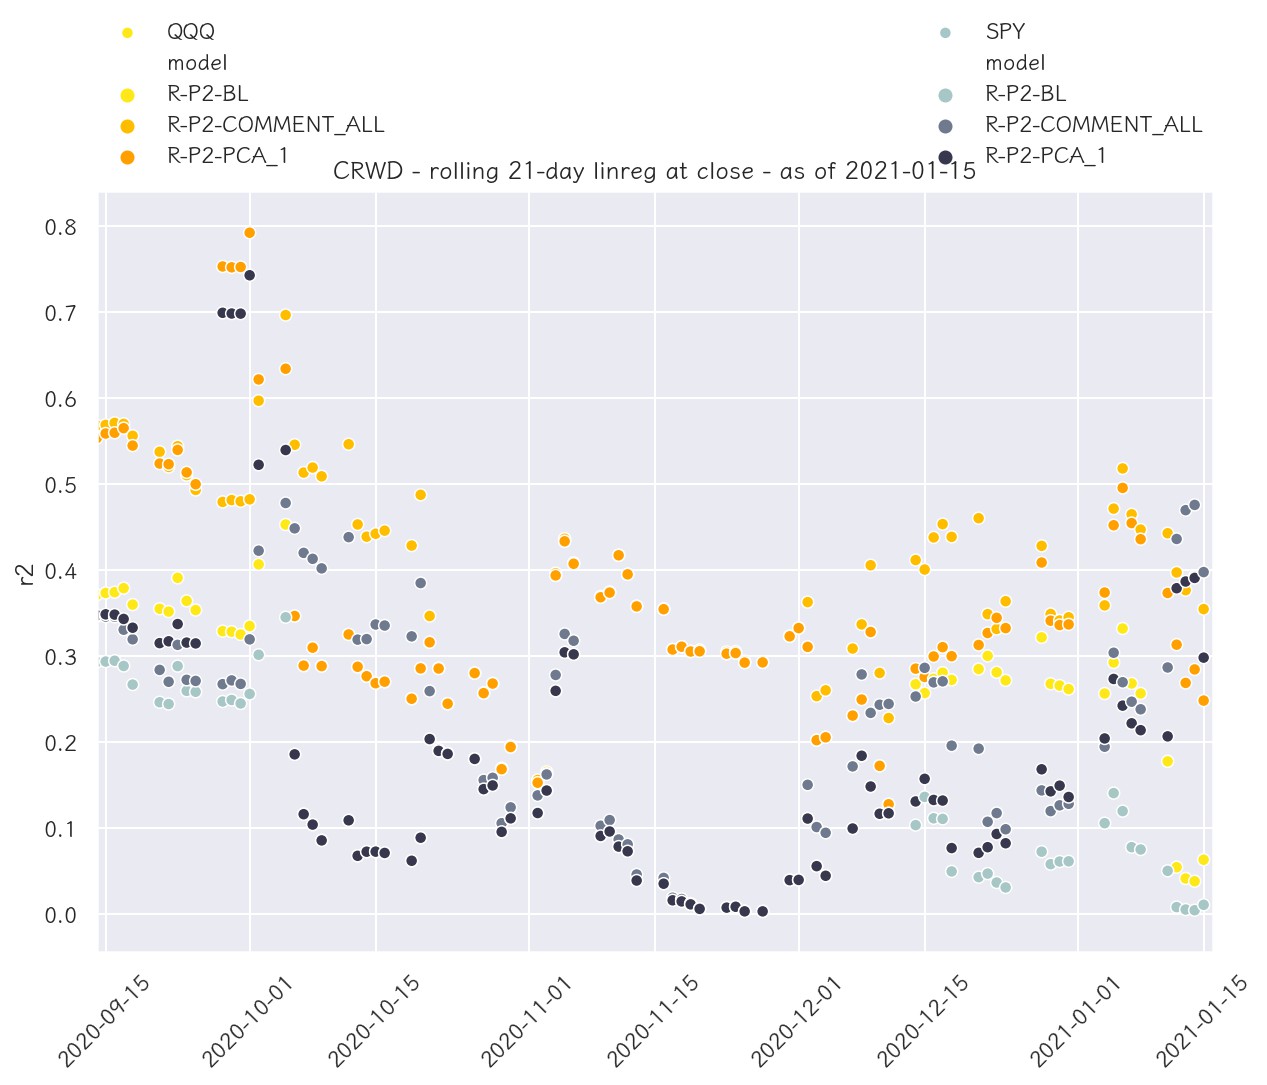 QQQ
model
R-P2-BL
R-P2-COMMENT_ALL
R-P2-PCA_1
SPY
model
R-P2-BL
R-P2-COMMENT_ALL
R-P2-PCA_1
CRWD - rolling 21-day linreg at close - as of 2021-01-15
r2
0.8
0.7
0.6
0.5
0.4
0.3
0.2
0.1
0.0
2020-09-15
2020-10-01
2020-10-15
2020-11-01
2020-11-15
2020-12-01
2020-12-15
2021-01-01
2021-01-15